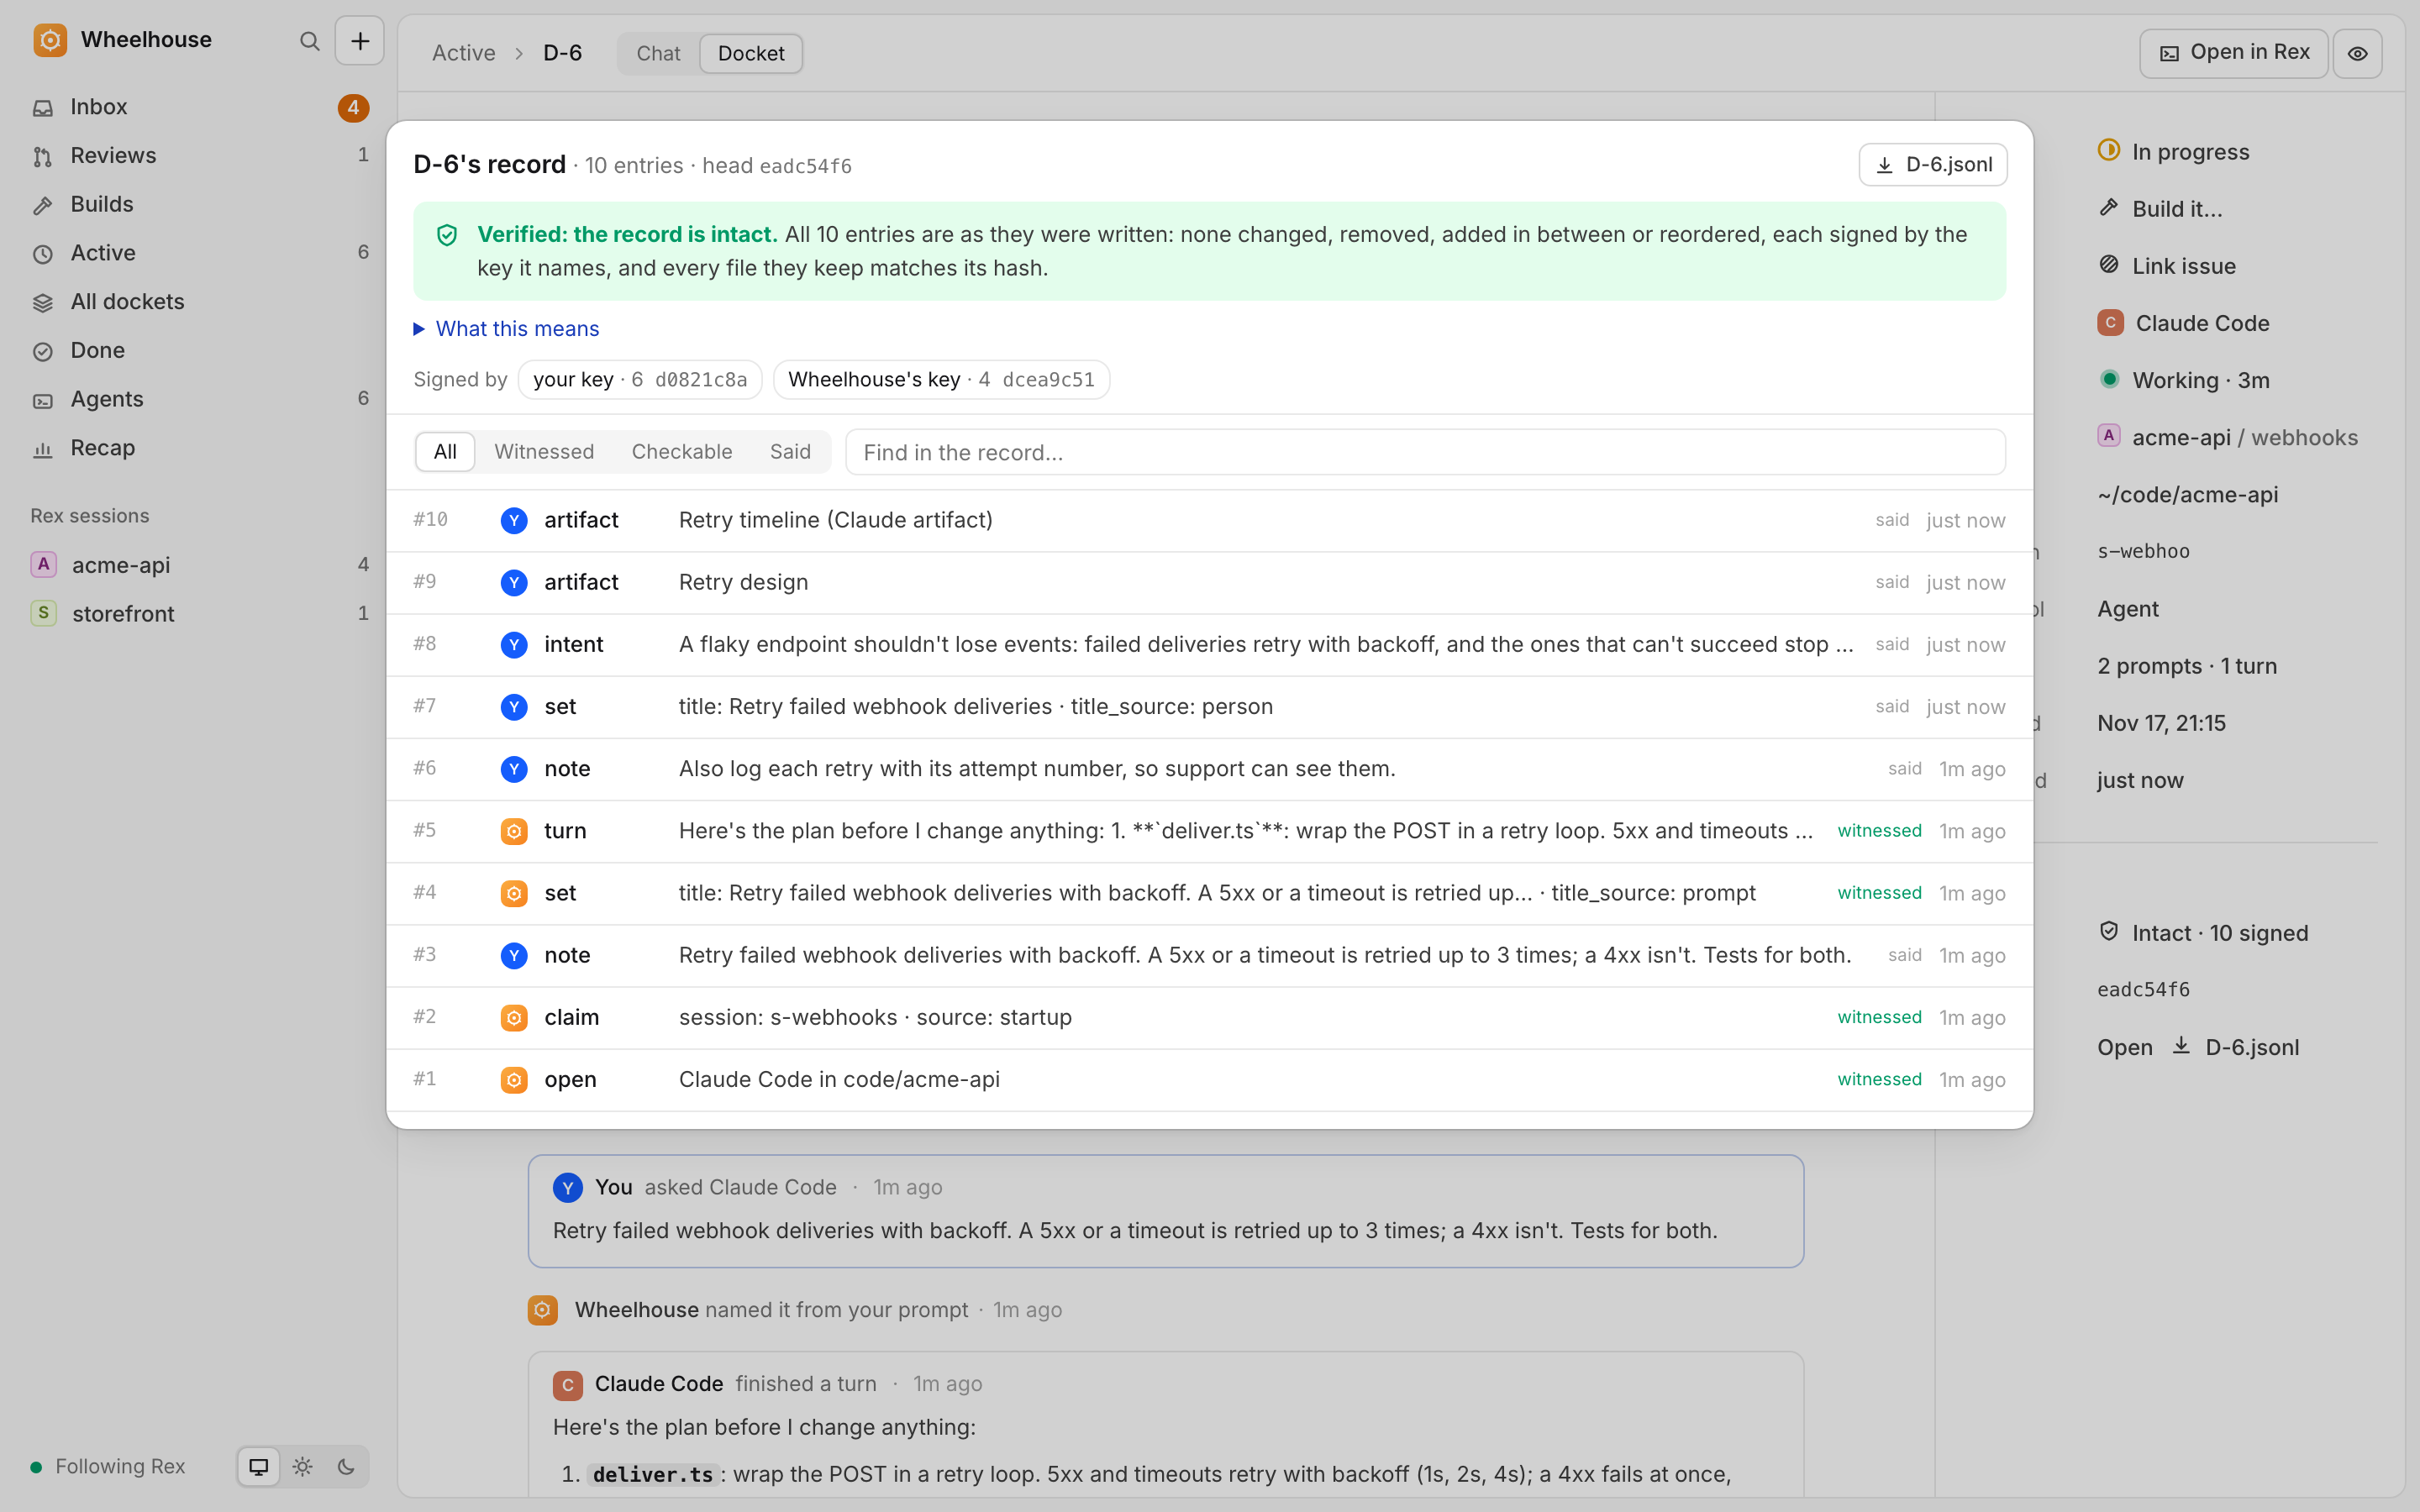 Wheelhouse
Inbox 4
Reviews 1
Builds
Active 6
All dockets
Done
Agents 6
Recap
Rex sessions
A acme-api 4
S storefront 1
Following Rex
Active › D-6 Chat Docket
Open in Rex
D-6's record · 10 entries · head eadc54f6
D-6.jsonl
Verified: the record is intact. All 10 entries are as they were written: none changed, removed, added in between or reordered, each signed by the
key it names, and every file they keep matches its hash.
What this means
Signed by your key · 6 d0821c8a Wheelhouse's key · 4 dcea9c51
All Witnessed Checkable Said Find in the record...
#10 Y artifact Retry timeline (Claude artifact) said just now
#9 Y artifact Retry design said just now
#8 Y intent A flaky endpoint shouldn't lose events: failed deliveries retry with backoff, and the ones that can't succeed stop ... said just now
#7 Y set title: Retry failed webhook deliveries · title_source: person said just now
#6 Y note Also log each retry with its attempt number, so support can see them. said 1m ago
#5 turn Here's the plan before I change anything: 1. **`deliver.ts`**: wrap the POST in a retry loop. 5xx and timeouts ... witnessed 1m ago
#4 set title: Retry failed webhook deliveries with backoff. A 5xx or a timeout is retried up... · title_source: prompt witnessed 1m ago
#3 Y note Retry failed webhook deliveries with backoff. A 5xx or a timeout is retried up to 3 times; a 4xx isn't. Tests for both. said 1m ago
#2 claim session: s-webhooks · source: startup witnessed 1m ago
#1 open Claude Code in code/acme-api witnessed 1m ago
Y You asked Claude Code · 1m ago
Retry failed webhook deliveries with backoff. A 5xx or a timeout is retried up to 3 times; a 4xx isn't. Tests for both.
Wheelhouse named it from your prompt · 1m ago
C Claude Code finished a turn · 1m ago
Here's the plan before I change anything:
1. deliver.ts: wrap the POST in a retry loop. 5xx and timeouts retry with backoff (1s, 2s, 4s); a 4xx fails at once,
In progress
Build it...
Link issue
C Claude Code
Working · 3m
A acme-api / webhooks
~/code/acme-api
s-webhoo
Agent
2 prompts · 1 turn
Nov 17, 21:15
just now
Intact · 10 signed
eadc54f6
Open D-6.jsonl